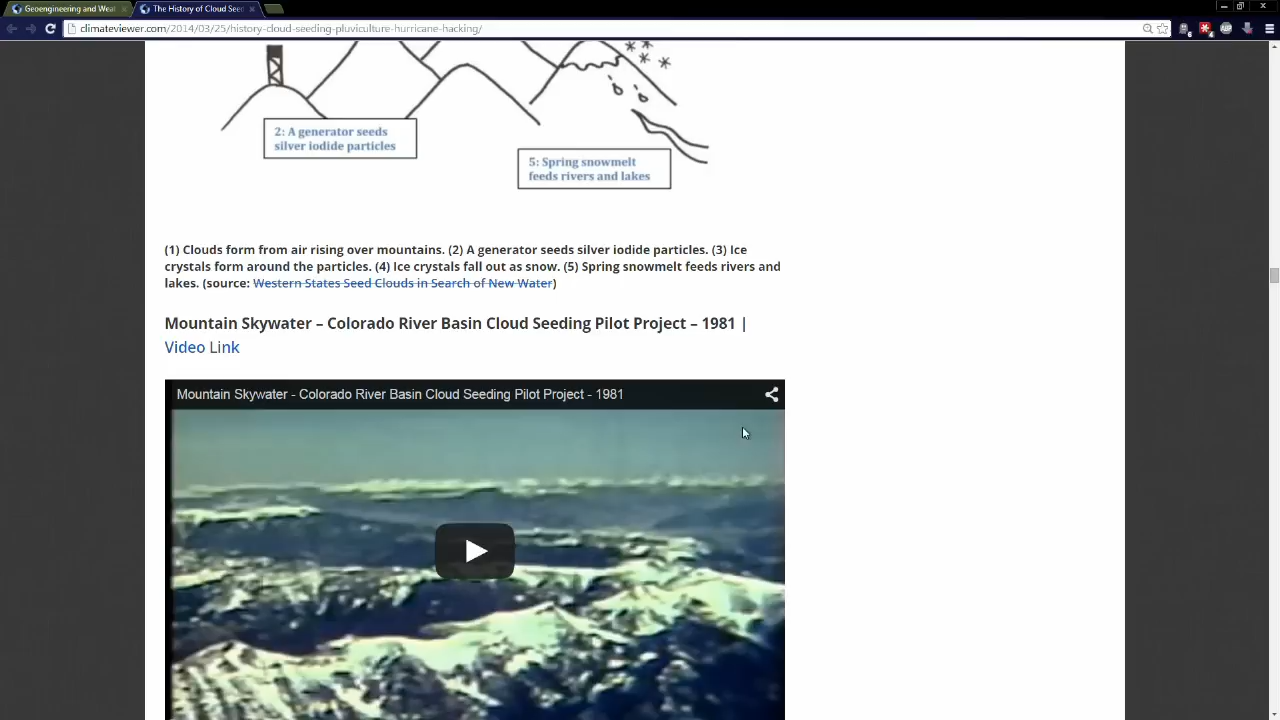 Geoengineering and Wea
The History of Cloud See
climateviewer.com/2014/03/25/history-cloud-seeding-pluviculture-hurricane-hacking/
2: A generator seeds
silver iodide particles
5: Spring snowmelt
feeds rivers and lakes
(1) Clouds form from air rising over mountains. (2) A generator seeds silver iodide particles. (3) Ice
crystals form around the particles. (4) Ice crystals fall out as snow. (5) Spring snowmelt feeds rivers and
lakes. (source: Western States Seed Clouds in Search of New Water)
Mountain Skywater – Colorado River Basin Cloud Seeding Pilot Project – 1981 |
Video Link
Mountain Skywater - Colorado River Basin Cloud Seeding Pilot Project - 1981